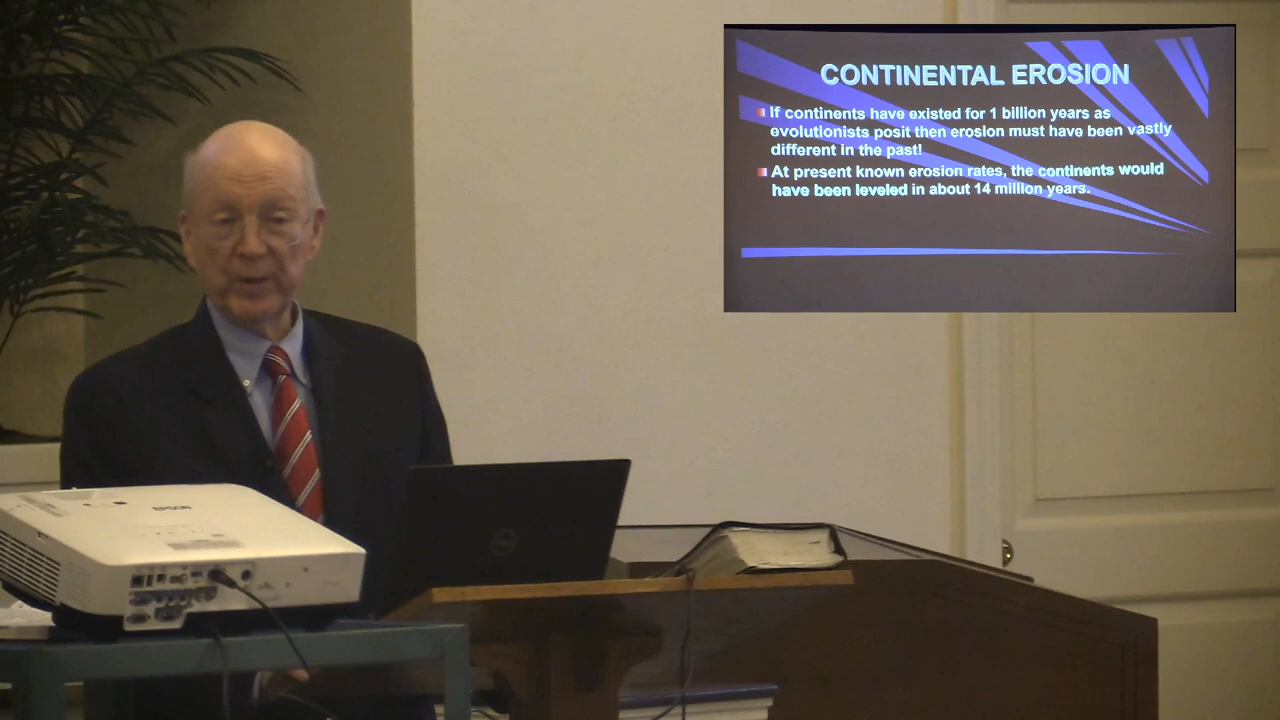 CONTINENTAL EROSION
If continents have existed for 1 billion years as
evolutionists posit then erosion must have been vastly
different in the past!
At present known erosion rates, the continents would
have been leveled in about 14 million years.
EPSON
DELL